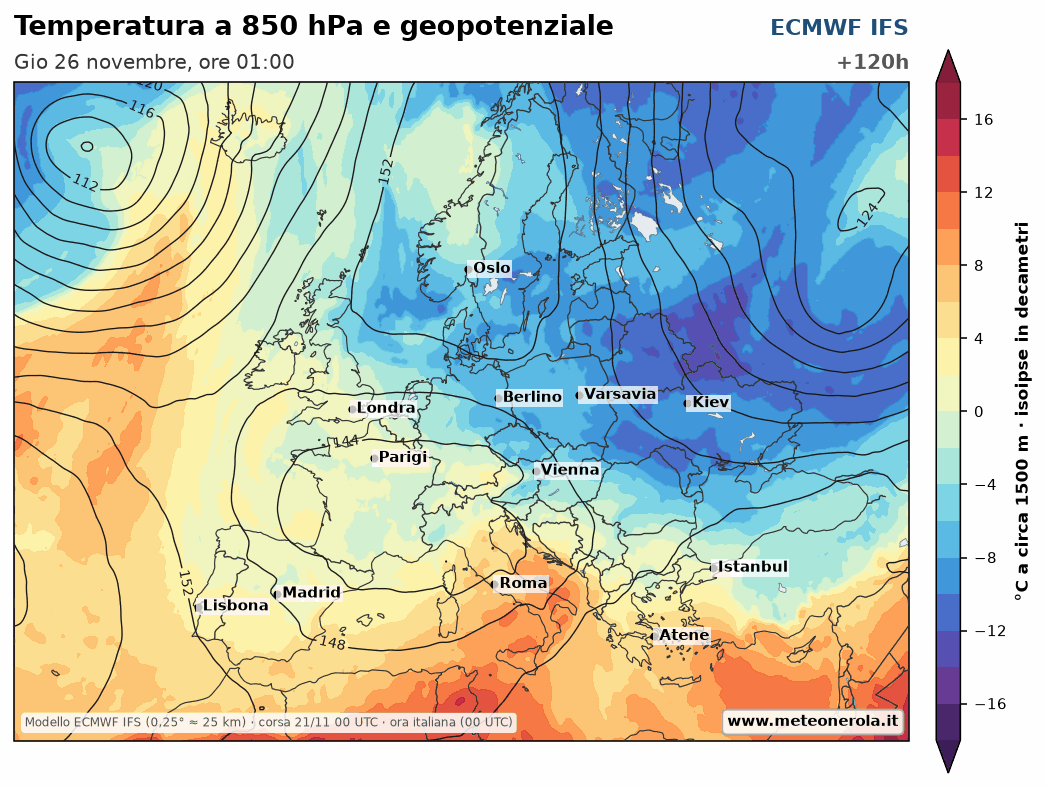 Temperatura a 850 hPa e geopotenziale
ECMWF IFS
Gio 26 novembre, ore 01:00
+120h
116
112
152
124
Oslo
Berlino
Varsavia
Kiev
Londra
144
Parigi
Vienna
152
Istanbul
Roma
Madrid
Lisbona
148
Atene
Modello ECMWF IFS (0,25° ≈ 25 km) · corsa 21/11 00 UTC · ora italiana (00 UTC)
www.meteonerola.it
16
12
8
4
0
−4
−8
−12
−16
°C a circa 1500 m · isoipse in decametri